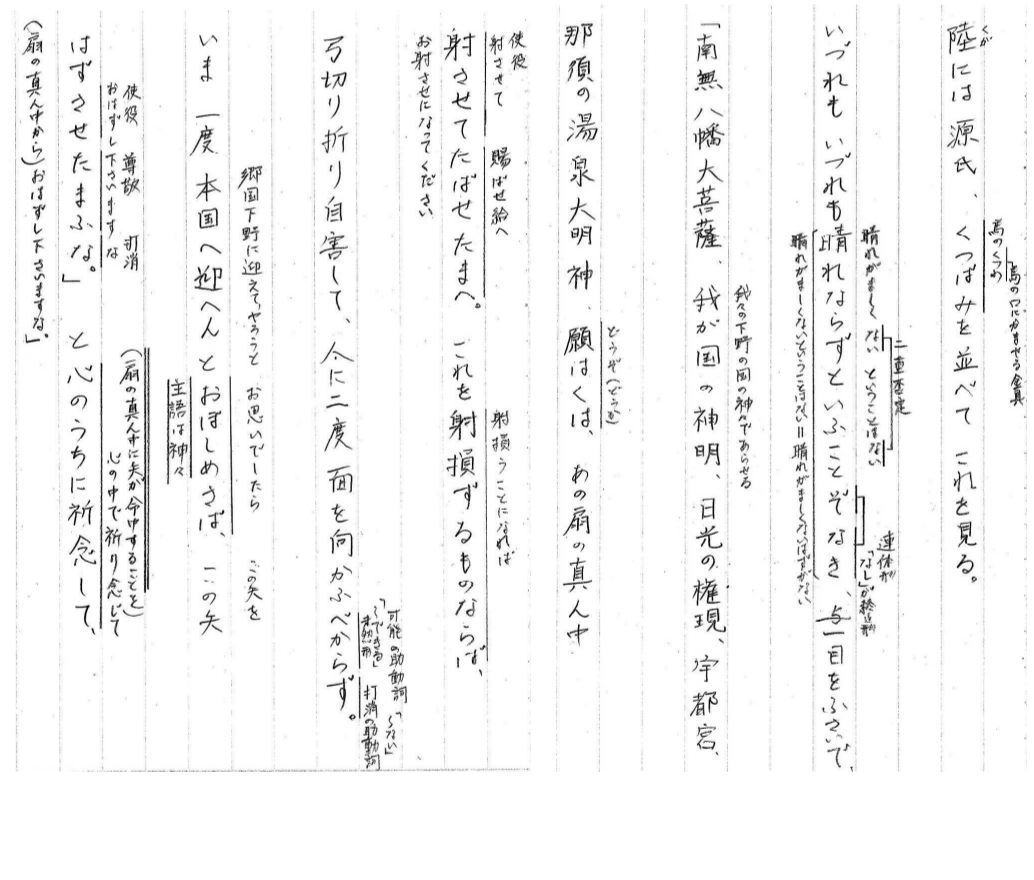 馬のくつわ
馬の口にかませる金具
陸には源氏、くつばみを並べて これを見る。
くが
二重否定
晴れがましく ない ということはない
連体形
「なし」が終止形
いづれも いづれも晴れならずといふことぞ なき、与一目をふさいで、
晴れがましくないということはない=晴れがましくないはずがない
我々の下野の国の神々であらせる
「南無八幡大菩薩、我が国の神明、日光の権現、宇都宮、
どうぞ(どうか)
那須の湯泉大明神、願はくは、あの扇の真ん中
使役
射させて 賜ばせ給へ
射損うことになれば
射させてたばせたまへ。これを射損ずるものならば、
お射させになってください
可能の助動詞 「〜ない」
「〜できる」
未然形 打消の助動詞
弓切り折り自害して、人に二度面を向かふべからず。
郷国下野に迎えてやろうと お思いでしたら この矢を
いま一度本国へ迎へんとおぼしめさば、この矢
主語は神々
使役 尊敬 打消
おはずし下さいますな
(扇の真ん中に矢が命中することを)
心の中で祈り念じて
はずさせたまふな。」と心のうちに祈念して、
(扇の真ん中から)おはずし下さいますな。」